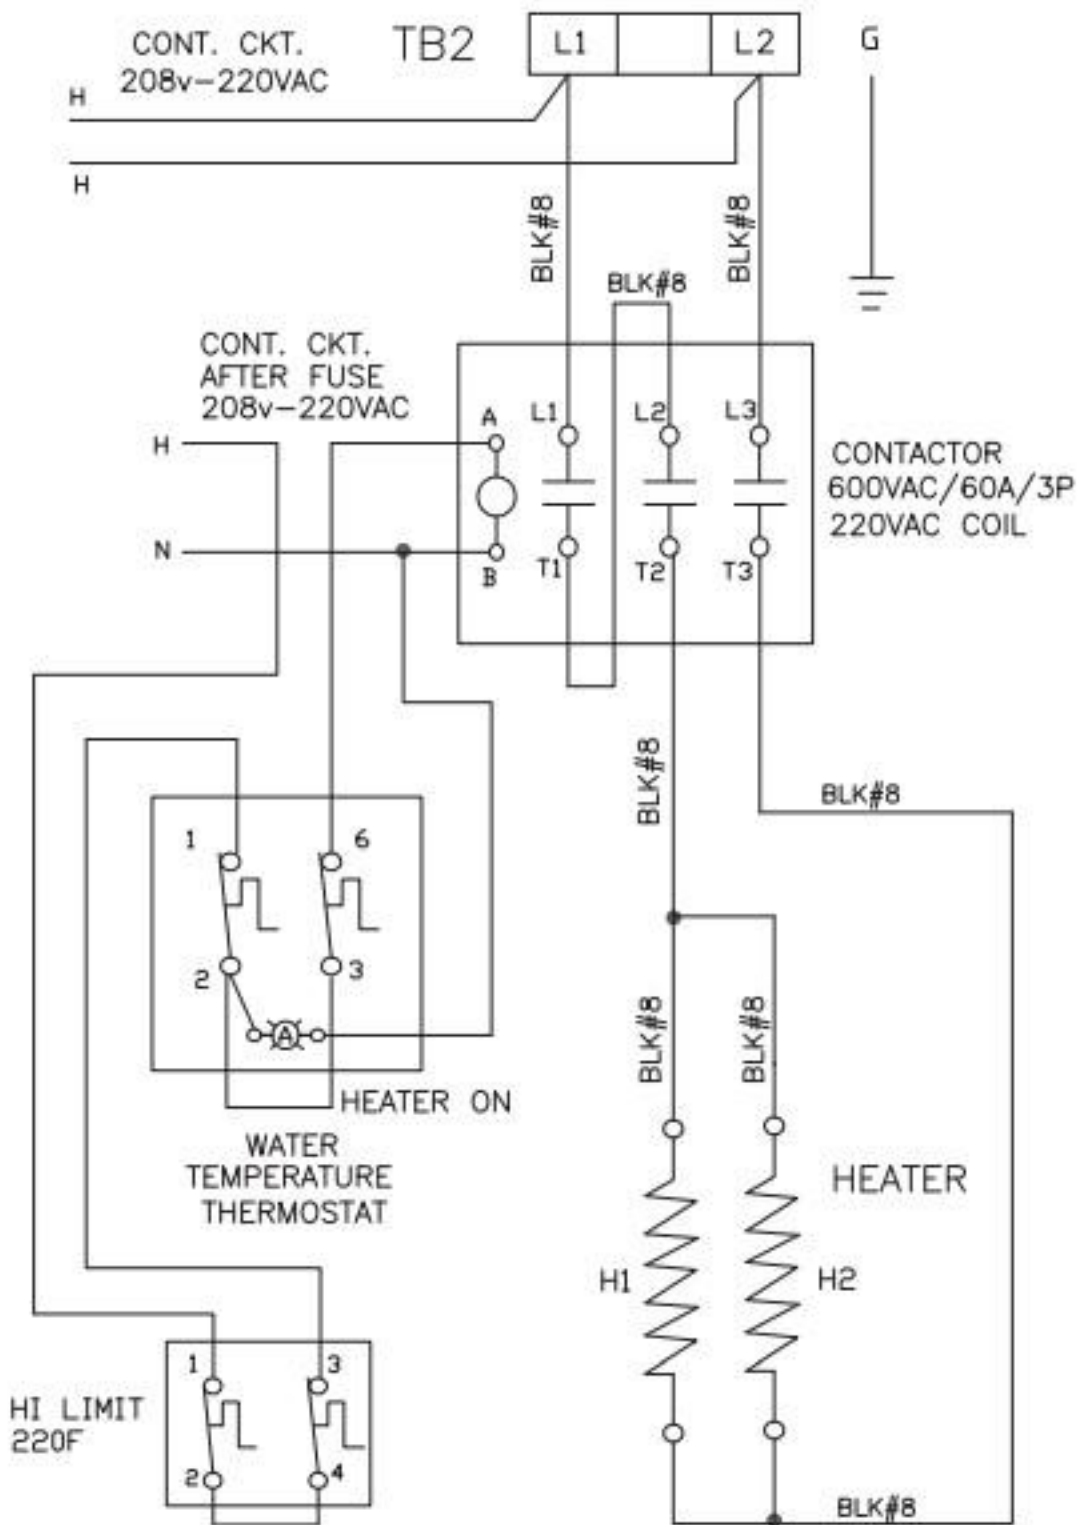 CONT. CKT.
208v-220VAC
TB2
L1
L2
G
H
H
BLK#8
BLK#8
BLK#8
CONT. CKT.
AFTER FUSE
208v-220VAC
H
N
A
B
L1
L2
L3
T1
T2
T3
CONTACTOR
600VAC/60A/3P
220VAC COIL
BLK#8
BLK#8
1
6
2
3
A
HEATER ON
WATER
TEMPERATURE
THERMOSTAT
BLK#8
BLK#8
HEATER
H1
H2
HI LIMIT
220F
1
3
2
4
BLK#8